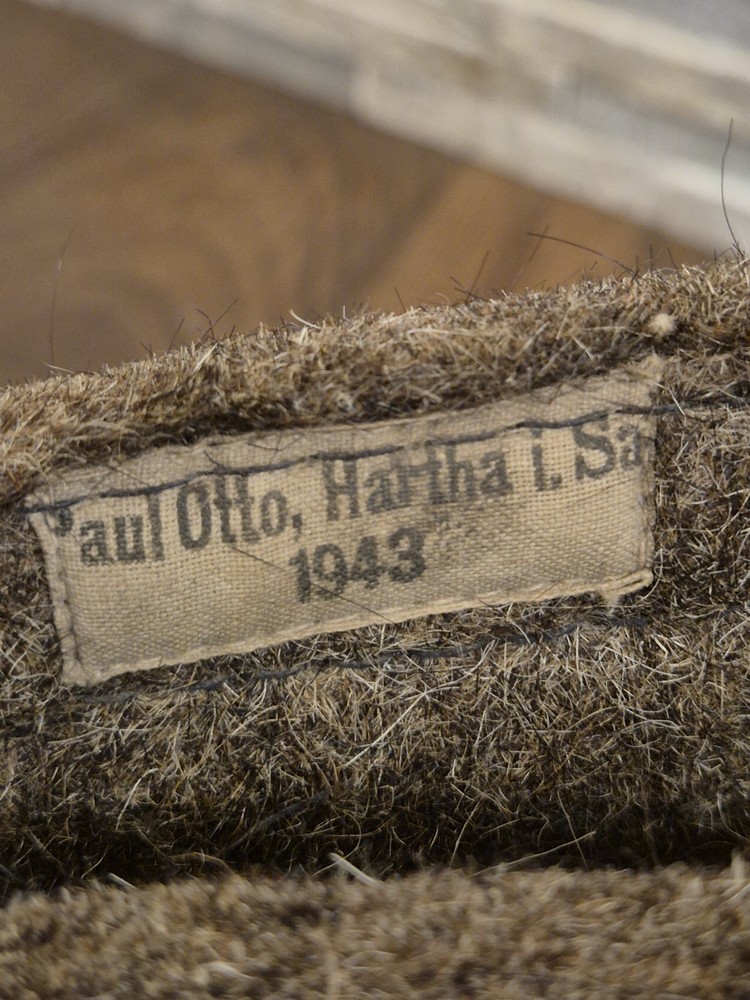 Paul Otto, Hartha i. Sa
1943